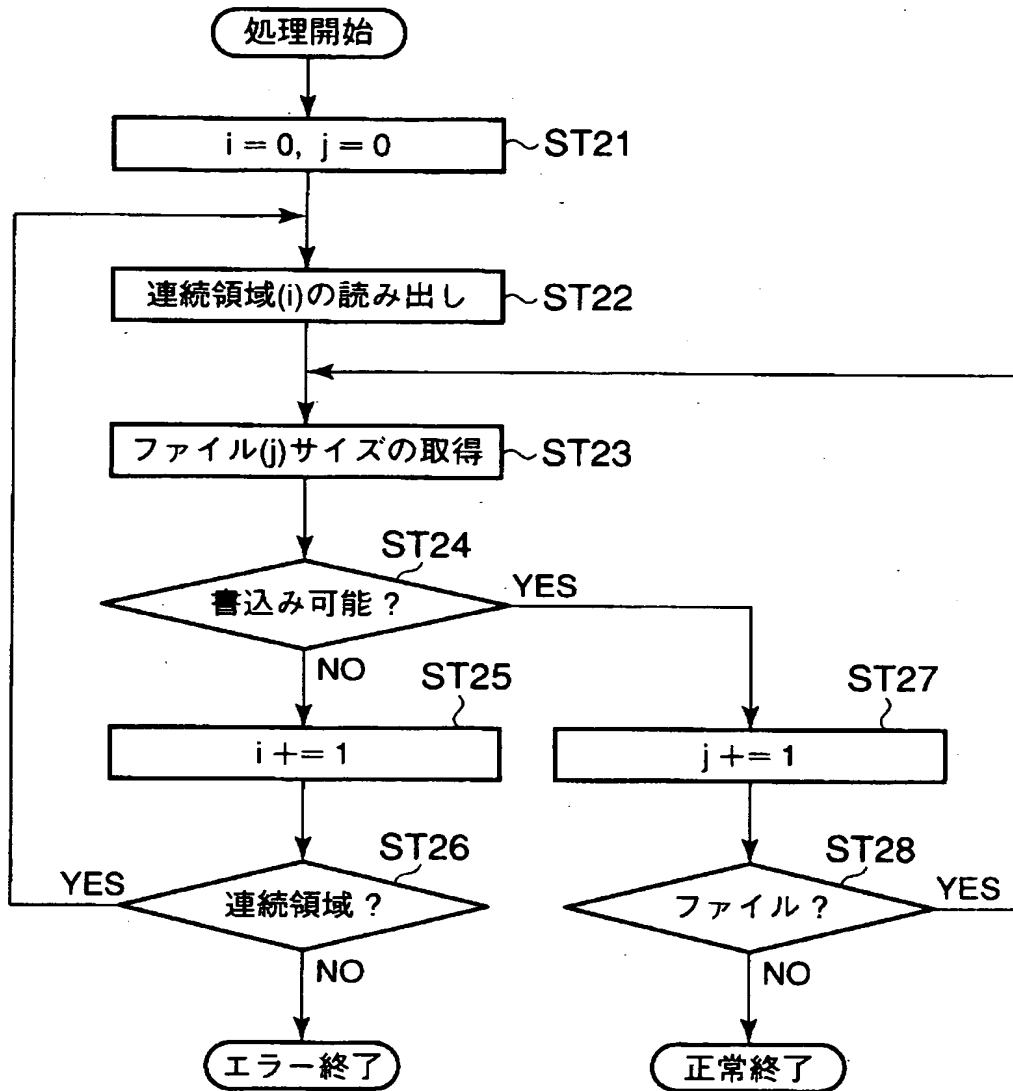 処理開始
i = 0, j = 0
ST21
連続領域(i)の読み出し
ST22
ファイル(j)サイズの取得
ST23
ST24
書込み可能?
YES
NO
ST25
i += 1
ST27
j += 1
ST26
連続領域?
YES
NO
ST28
ファイル?
YES
NO
エラー終了
正常終了